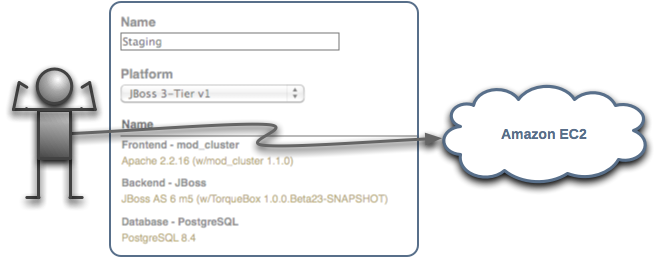 Name
Staging
Platform
JBoss 3-Tier v1
Name
Frontend - mod_cluster
Apache 2.2.16 (w/mod_cluster 1.1.0)
Backend - JBoss
JBoss AS 6 m5 (w/TorqueBox 1.0.0.Beta23-SNAPSHOT)
Database - PostgreSQL
PostgreSQL 8.4
Amazon EC2